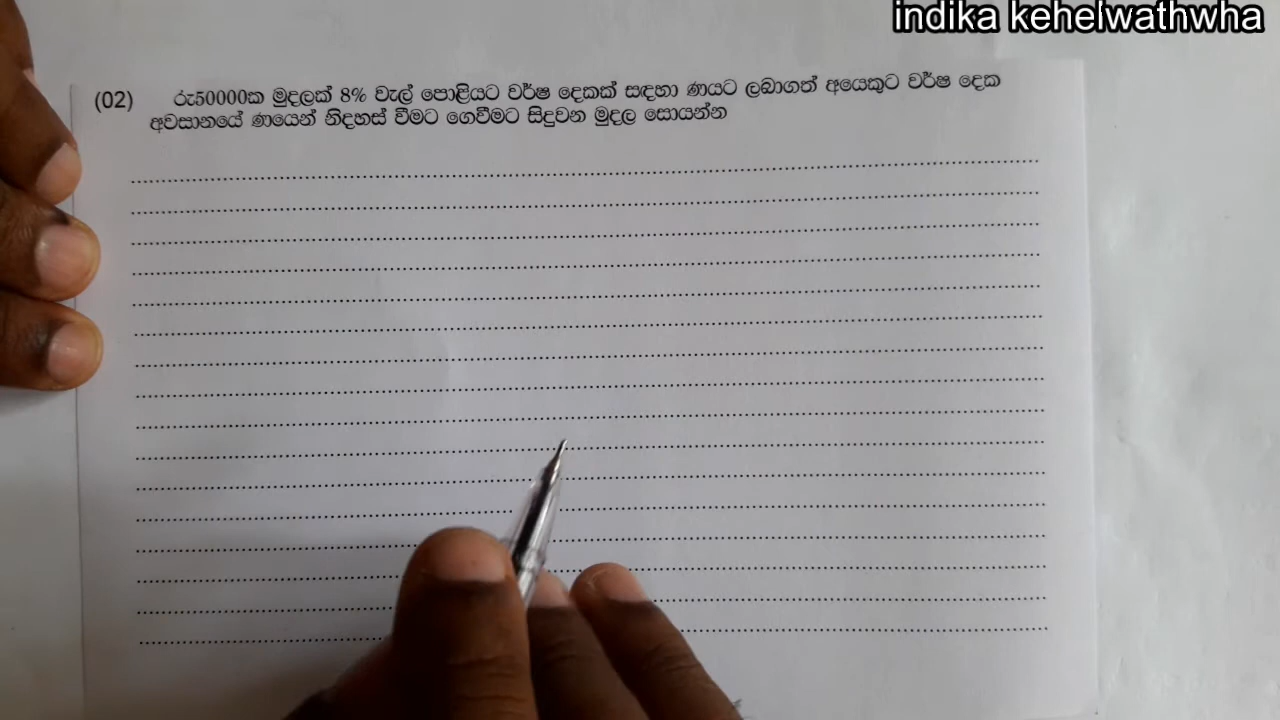 indika kehelwathwha
(02) රු50000ක මුදලක් 8% වැල් පොළියට වර්ෂ දෙකක් සඳහා ණයට ලබාගත් අයෙකුට වර්ෂ දෙක
අවසානයේ ණයෙන් නිදහස් වීමට ගෙවීමට සිදුවන මුදල සොයන්න